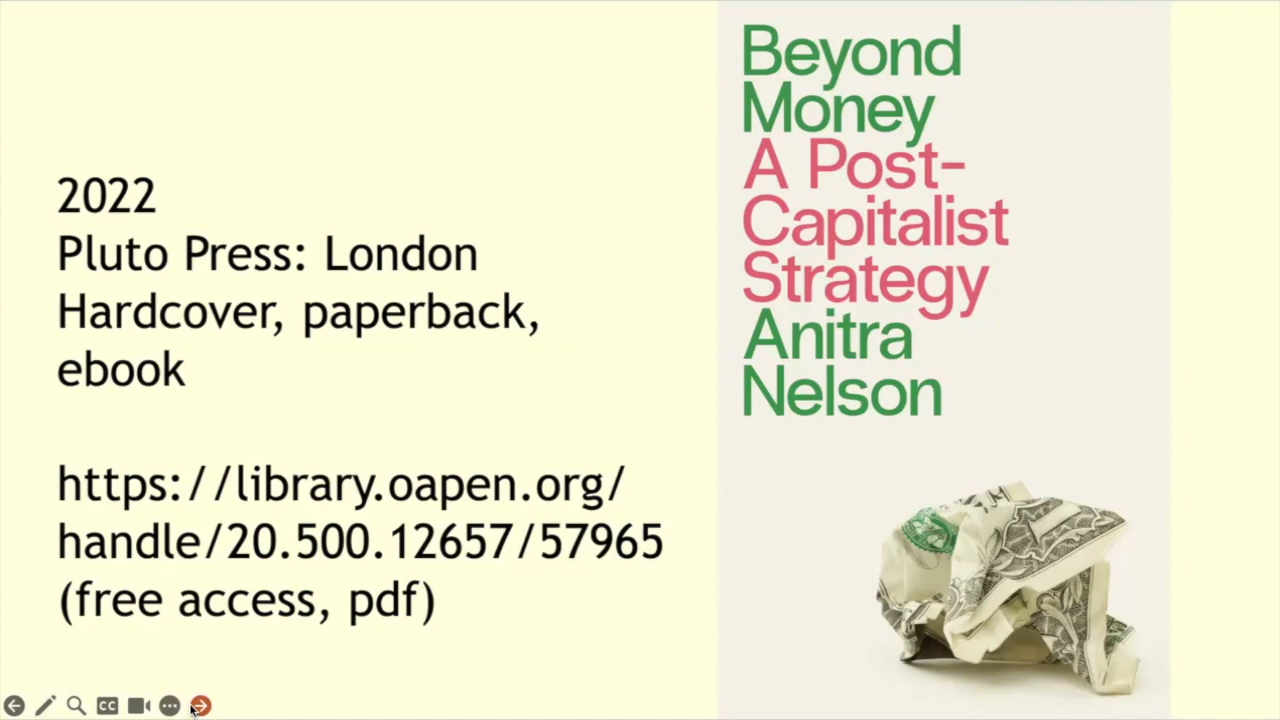 2022
Pluto Press: London
Hardcover, paperback,
ebook
https://library.oapen.org/
handle/20.500.12657/57965
(free access, pdf)
Beyond
Money
A Post-
Capitalist
Strategy
Anitra
Nelson
CC